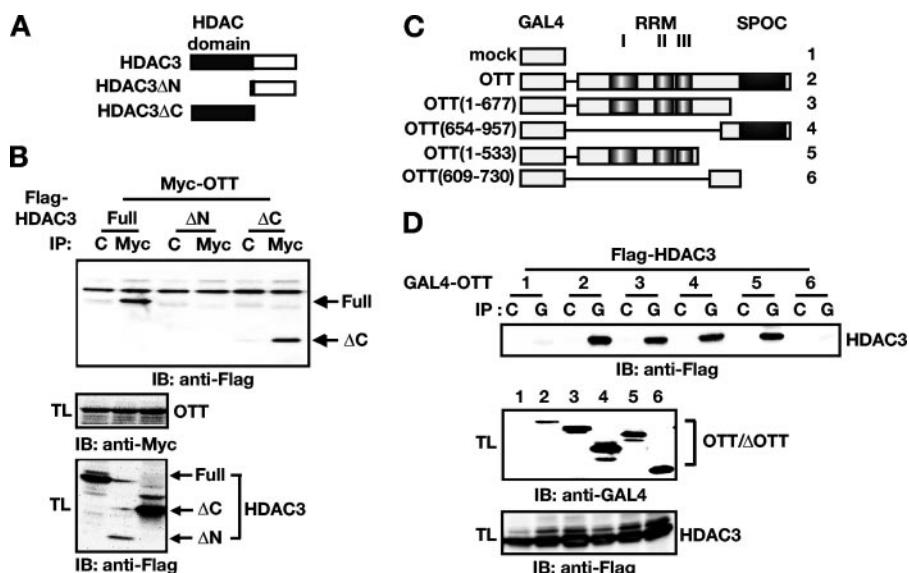 A
HDAC
domain
HDAC3
HDAC3ΔN
HDAC3ΔC
B
Myc-OTT
Flag-
HDAC3
Full ΔN ΔC
IP: C Myc C Myc C Myc
Full
ΔC
IB: anti-Flag
TL OTT
IB: anti-Myc
TL Full
ΔC HDAC3
ΔN
IB: anti-Flag
C
GAL4 RRM SPOC
I II III
mock 1
OTT 2
OTT(1-677) 3
OTT(654-957) 4
OTT(1-533) 5
OTT(609-730) 6
D
Flag-HDAC3
GAL4-OTT 1 2 3 4 5 6
IP : C G C G C G C G C G C G
HDAC3
IB: anti-Flag
1 2 3 4 5 6
TL OTT/ΔOTT
IB: anti-GAL4
TL HDAC3
IB: anti-Flag